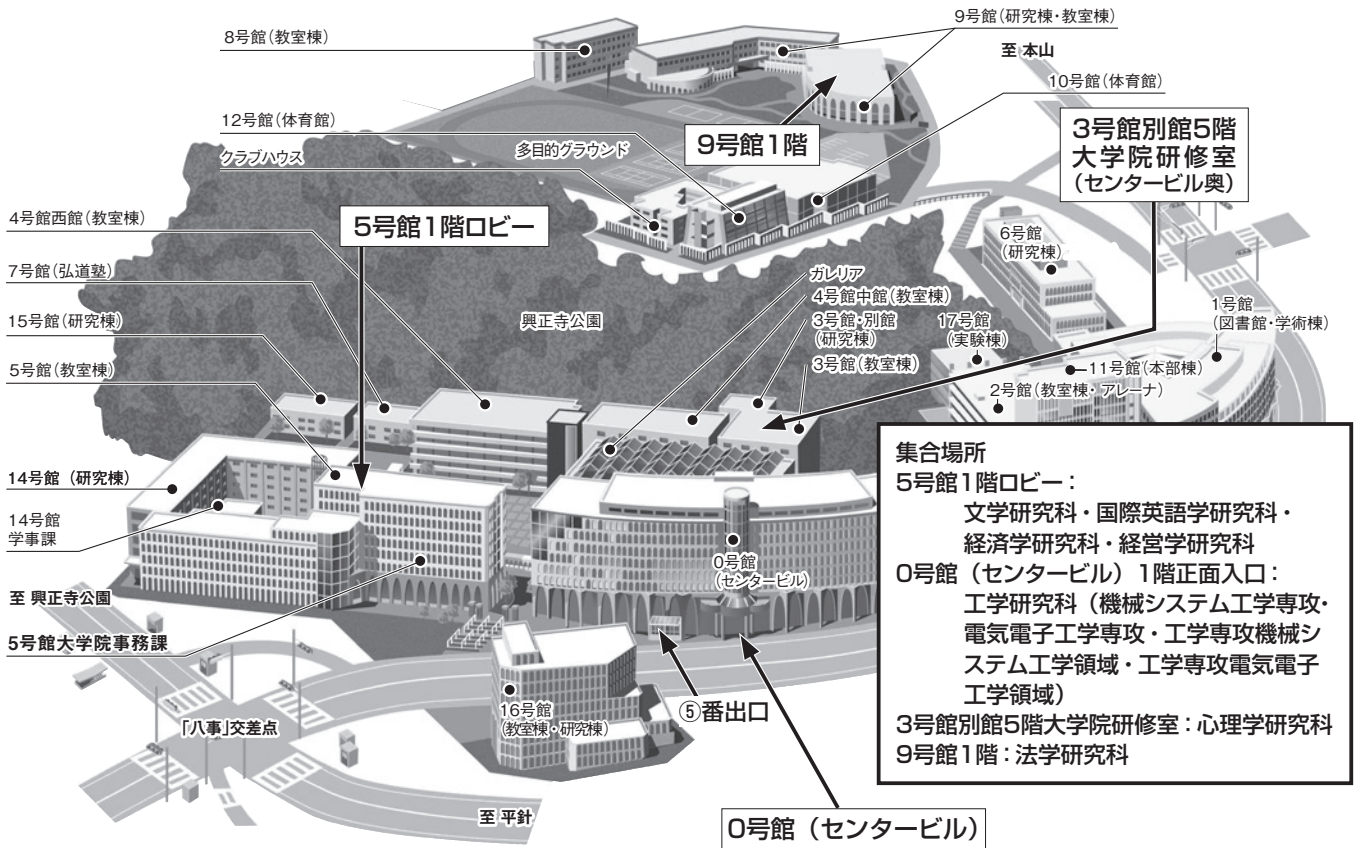 8号館(教室棟)
9号館(研究棟・教室棟)
至 本山
10号館(体育館)
12号館(体育館)
クラブハウス
多目的グラウンド
9号館1階
3号館別館5階
大学院研修室
(センタービル奥)
4号館西館(教室棟)
5号館1階ロビー
7号館(弘道塾)
15号館(研究棟)
5号館(教室棟)
興正寺公園
ガレリア
4号館中館(教室棟)
3号館・別館
(研究棟)
3号館(教室棟)
6号館
(研究棟)
17号館
(実験棟)
1号館
(図書館・学術棟)
11号館(本部棟)
2号館(教室棟・アレーナ)
14号館 (研究棟)
14号館
学事課
0号館
(センタービル)
至 興正寺公園
5号館大学院事務課
「八事」交差点
16号館
(教室棟・研究棟)
⑤番出口
至 平針
0号館(センタービル)
集合場所
5号館1階ロビー:
文学研究科・国際英語学研究科・
経済学研究科・経営学研究科
0号館(センタービル)1階正面入口:
工学研究科(機械システム工学専攻・
電気電子工学専攻・工学専攻機械シ
ステム工学領域・工学専攻電気電子
工学領域)
3号館別館5階大学院研修室:心理学研究科
9号館1階:法学研究科